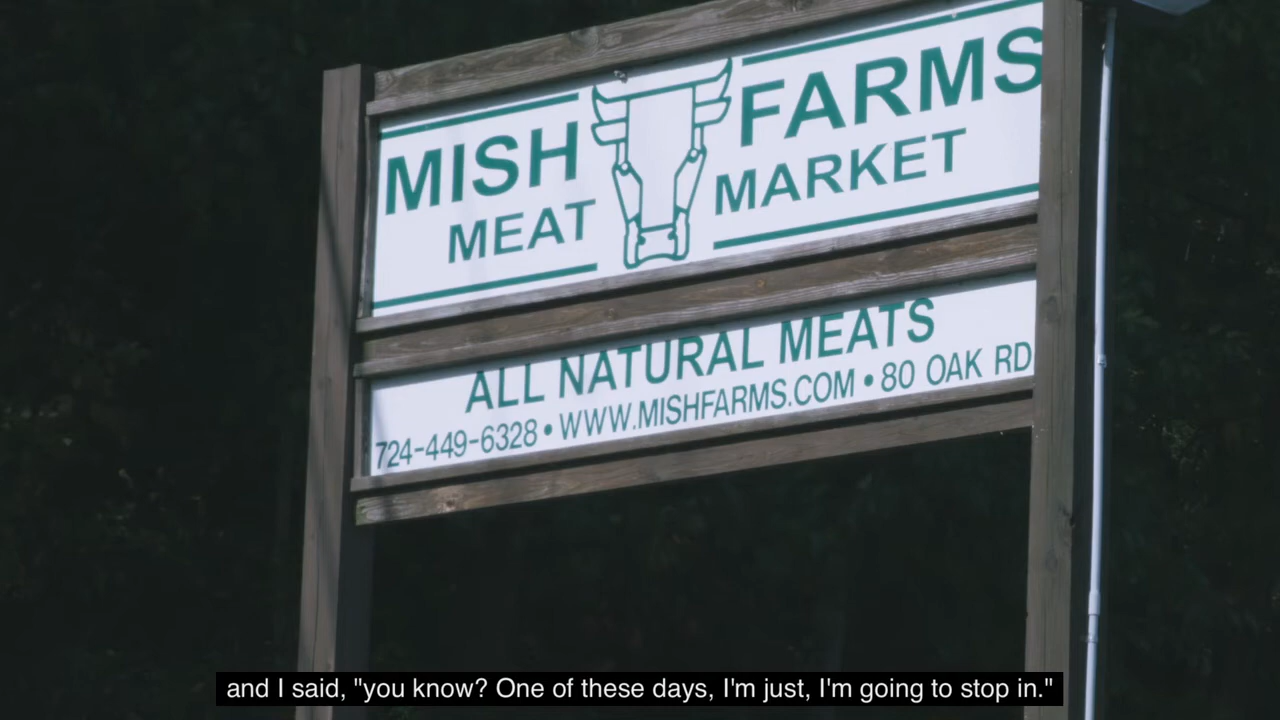 MISH FARMS
MEAT MARKET
ALL NATURAL MEATS
724-449-6328 • WWW.MISHFARMS.COM • 80 OAK RD
and I said, "you know? One of these days, I'm just, I'm going to stop in."